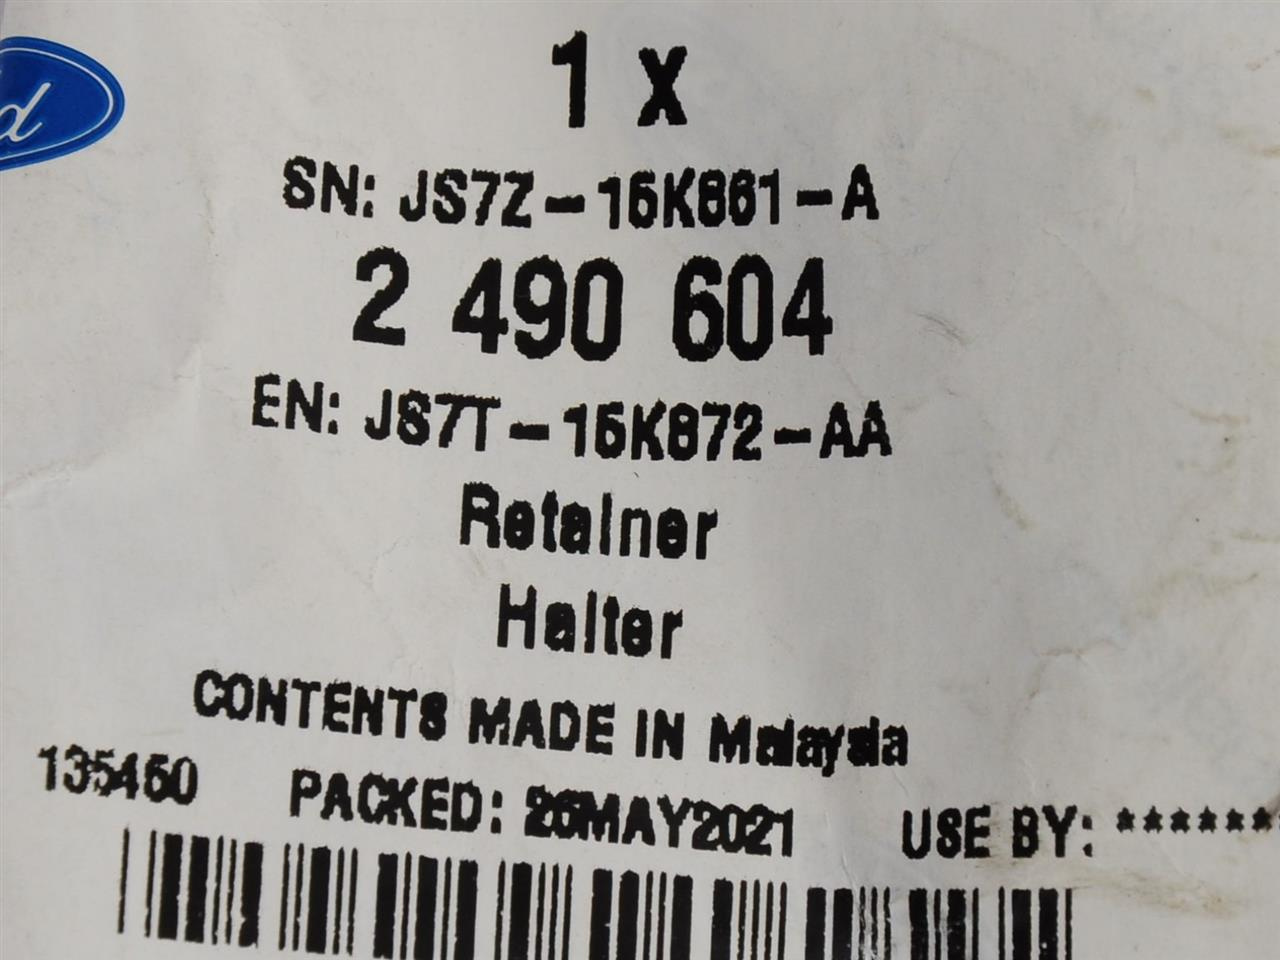 1 X
SN: JS7Z-15K861-A
2 490 604
EN: JS7T-15K872-AA
Retainer
Halter
CONTENTS MADE IN Malaysia
135450 PACKED: 26MAY2021 USE BY: *******